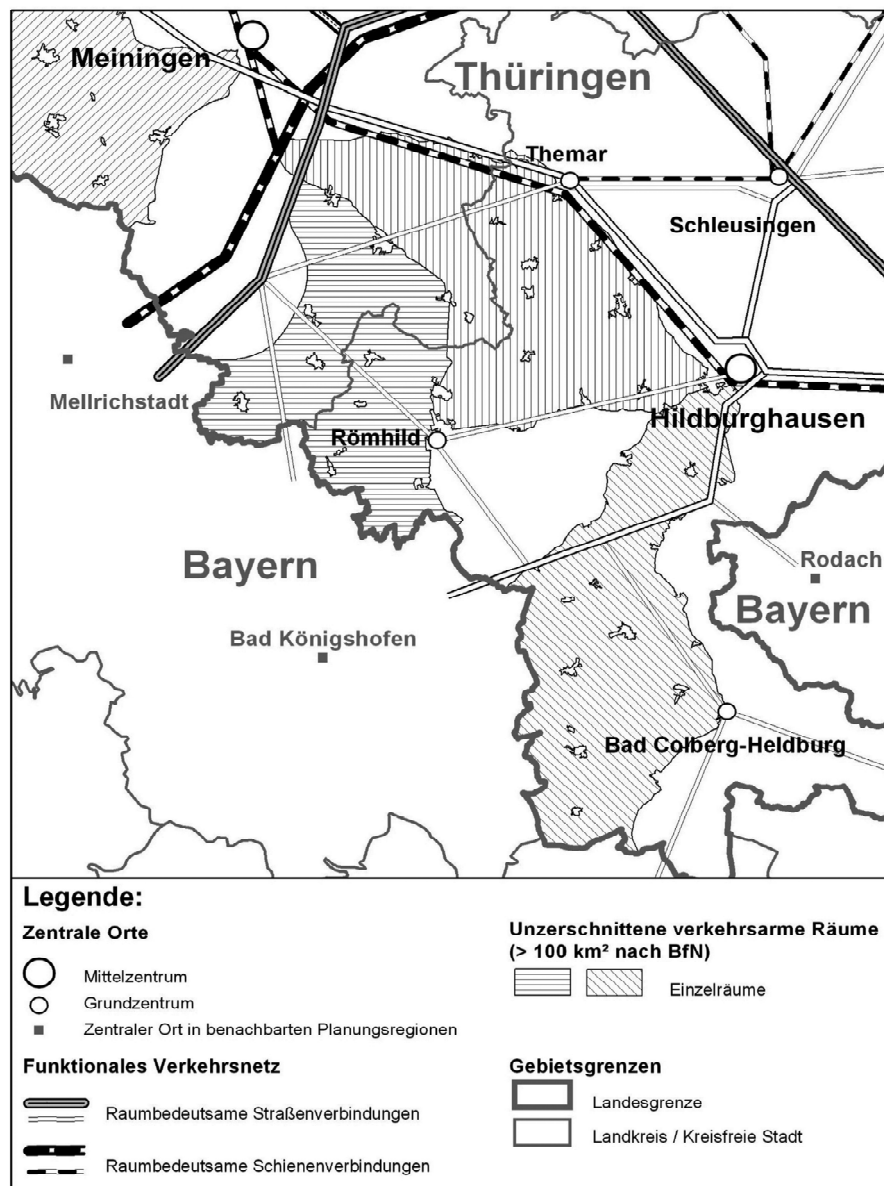 Meiningen
Thüringen
Themar
Schleusingen
Mellrichstadt
Hildburghausen
Römhild
Bayern
Rodach
Bayern
Bad Königshofen
Bad Colberg-Heldburg
Legende:
Zentrale Orte
Mittelzentrum
Grundzentrum
Zentraler Ort in benachbarten Planungsregionen
Funktionales Verkehrsnetz
Raumbedeutsame Straßenverbindungen
Raumbedeutsame Schienenverbindungen
Unzerschnittene verkehrsarme Räume
(> 100 km² nach BfN)
Einzelräume
Gebietsgrenzen
Landesgrenze
Landkreis / Kreisfreie Stadt